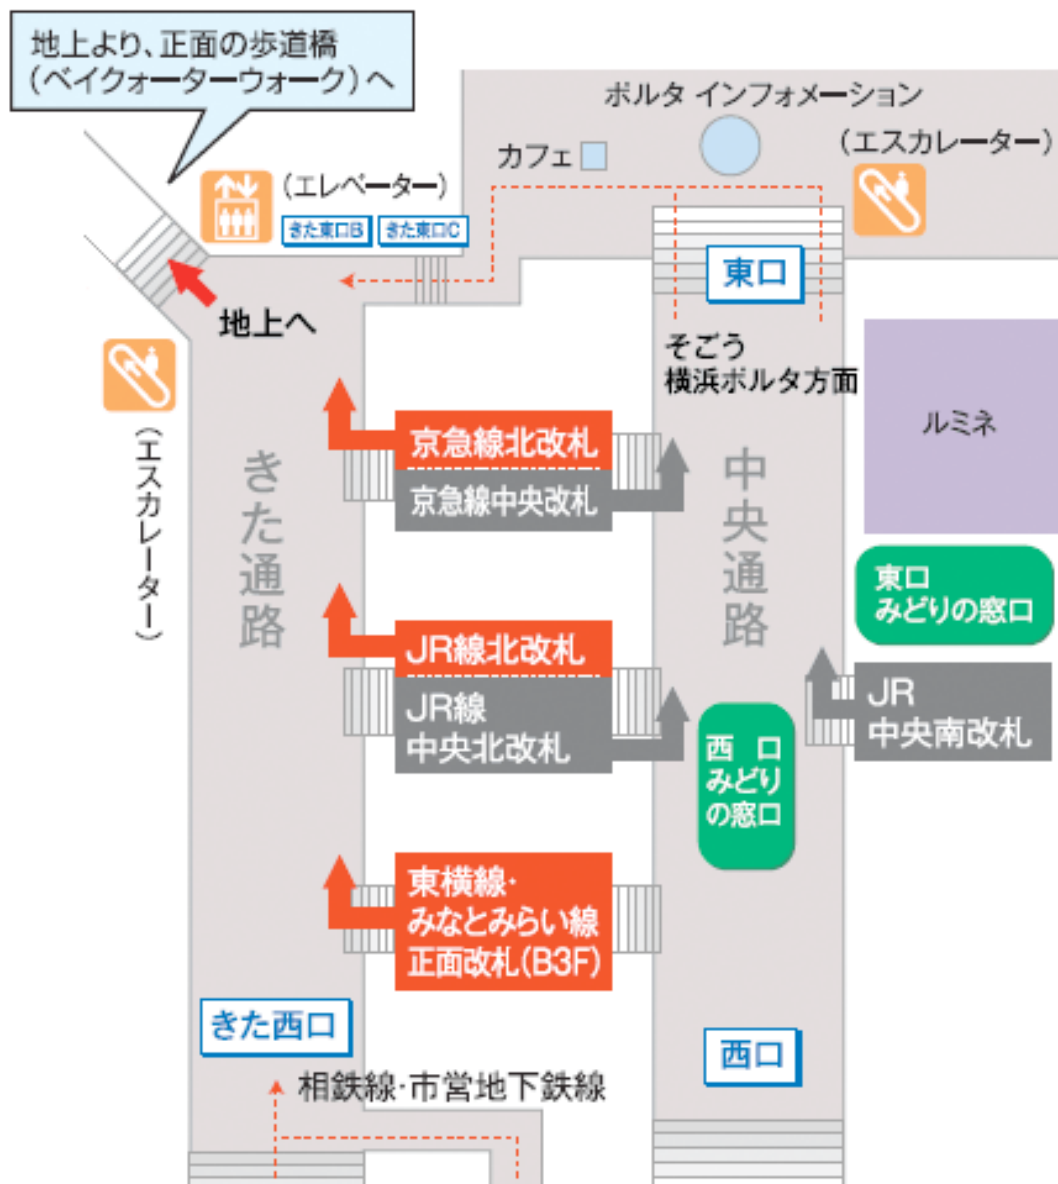 地上より、正面の歩道橋
(ベイクォーターウォーク)へ
ポルタ インフォメーション
カフェ
(エスカレーター)
(エレベーター)
きた東口B
きた東口C
東口
地上へ
そごう
横浜ポルタ方面
ルミネ
(エスカレーター)
きた通路
京急線北改札
京急線中央改札
中央通路
東口
みどりの窓口
JR線北改札
JR線
中央北改札
JR
中央南改札
西口
みどり
の窓口
東横線・
みなとみらい線
正面改札(B3F)
きた西口
西口
相鉄線・市営地下鉄線